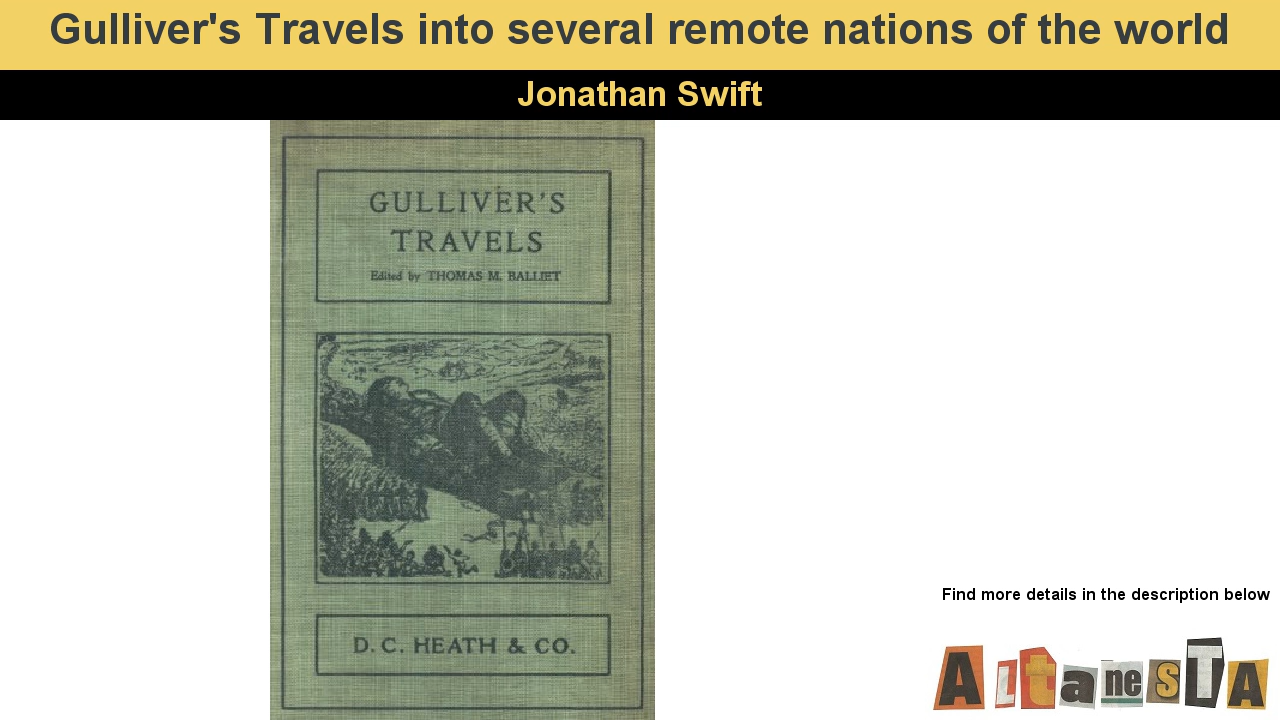 Gulliver's Travels into several remote nations of the world
Jonathan Swift
GULLIVER'S
TRAVELS
Edited by THOMAS M. BALLIET
D. C. HEATH & CO.
Find more details in the description below
AltanesTA